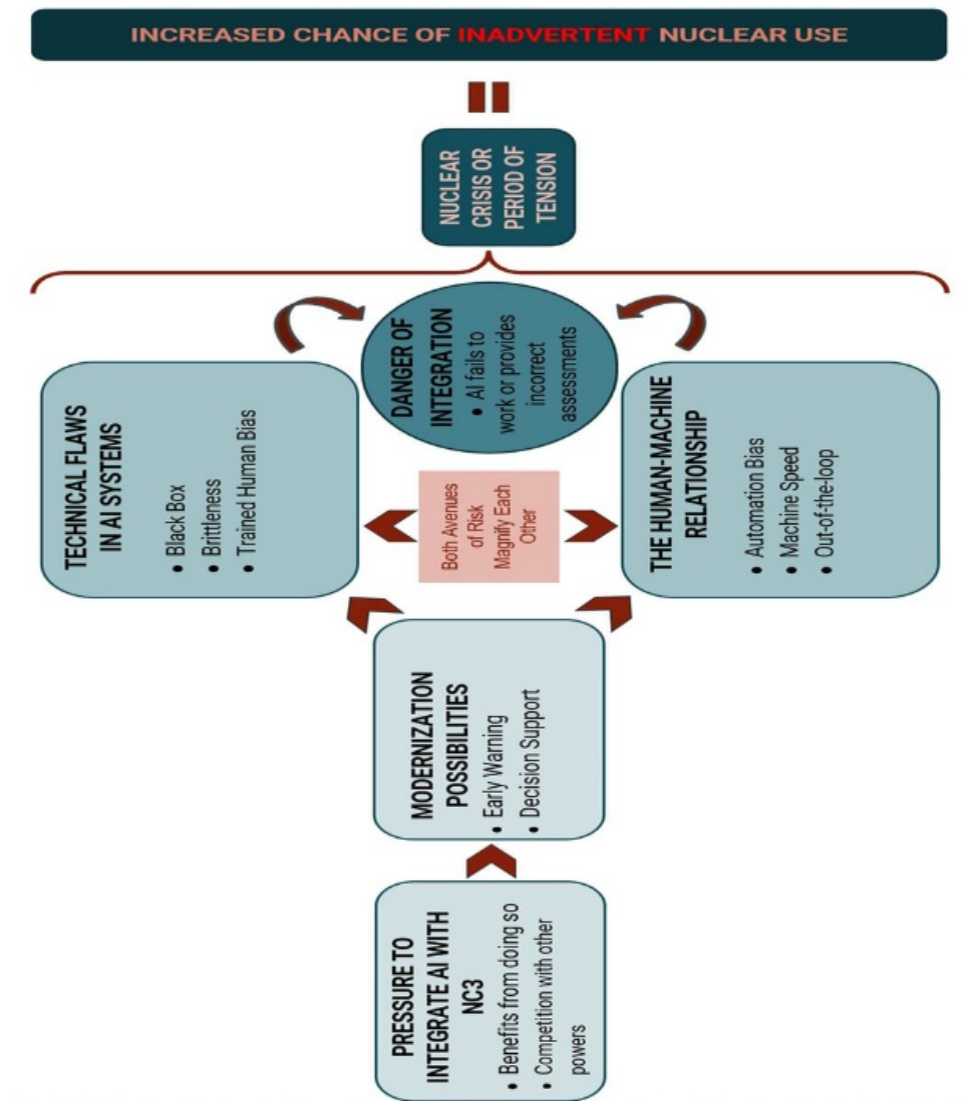 INCREASED CHANCE OF INADVERTENT NUCLEAR USE
NUCLEAR
CRISIS OR
PERIOD OF
TENSION
DANGER OF
INTEGRATION
• AI fails to
work or provides
incorrect
assessments
TECHNICAL FLAWS
IN AI SYSTEMS
• Black Box
• Brittleness
• Trained Human Bias
Both Avenues
of Risk
Magnify Each
Other
THE HUMAN-MACHINE
RELATIONSHIP
• Automation Bias
• Machine Speed
• Out-of-the-loop
MODERNIZATION
POSSIBILITIES
• Early Warning
• Decision Support
PRESSURE TO
INTEGRATE AI WITH
NC3
• Benefits from doing so
• Competition with other
powers